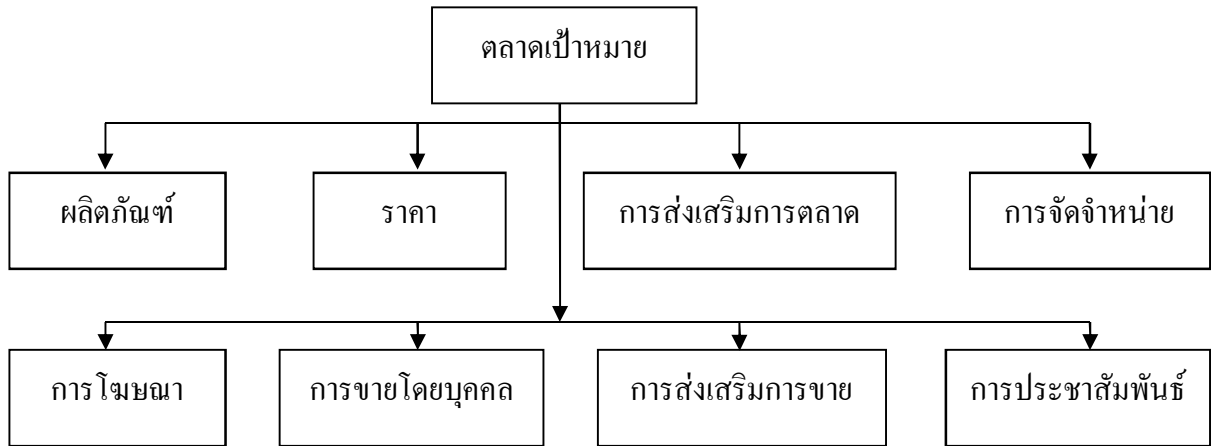 ตลาดเป้าหมาย
ผลิตภัณฑ์
ราคา
การส่งเสริมการตลาด
การจัดจำหน่าย
การโฆษณา
การขายโดยบุคคล
การส่งเสริมการขาย
การประชาสัมพันธ์